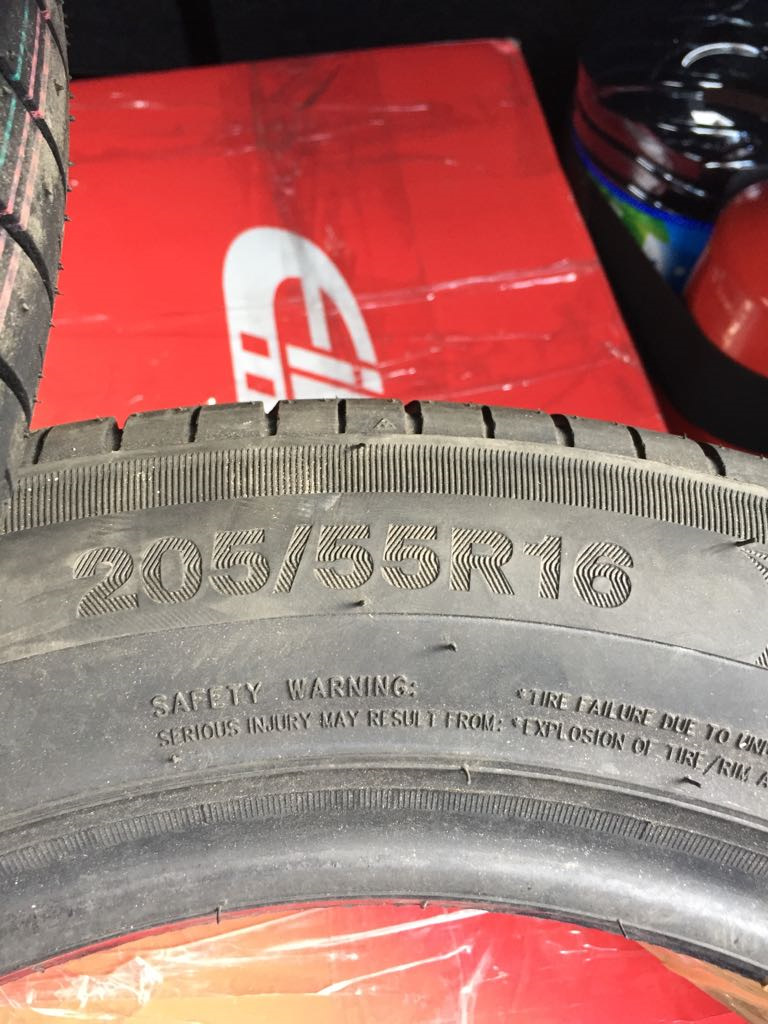 205/55R16
SAFETY WARNING:
SERIOUS INJURY MAY RESULT FROM:
*TIRE FAILURE DUE TO
*EXPLOSION OF TIRE/RIM